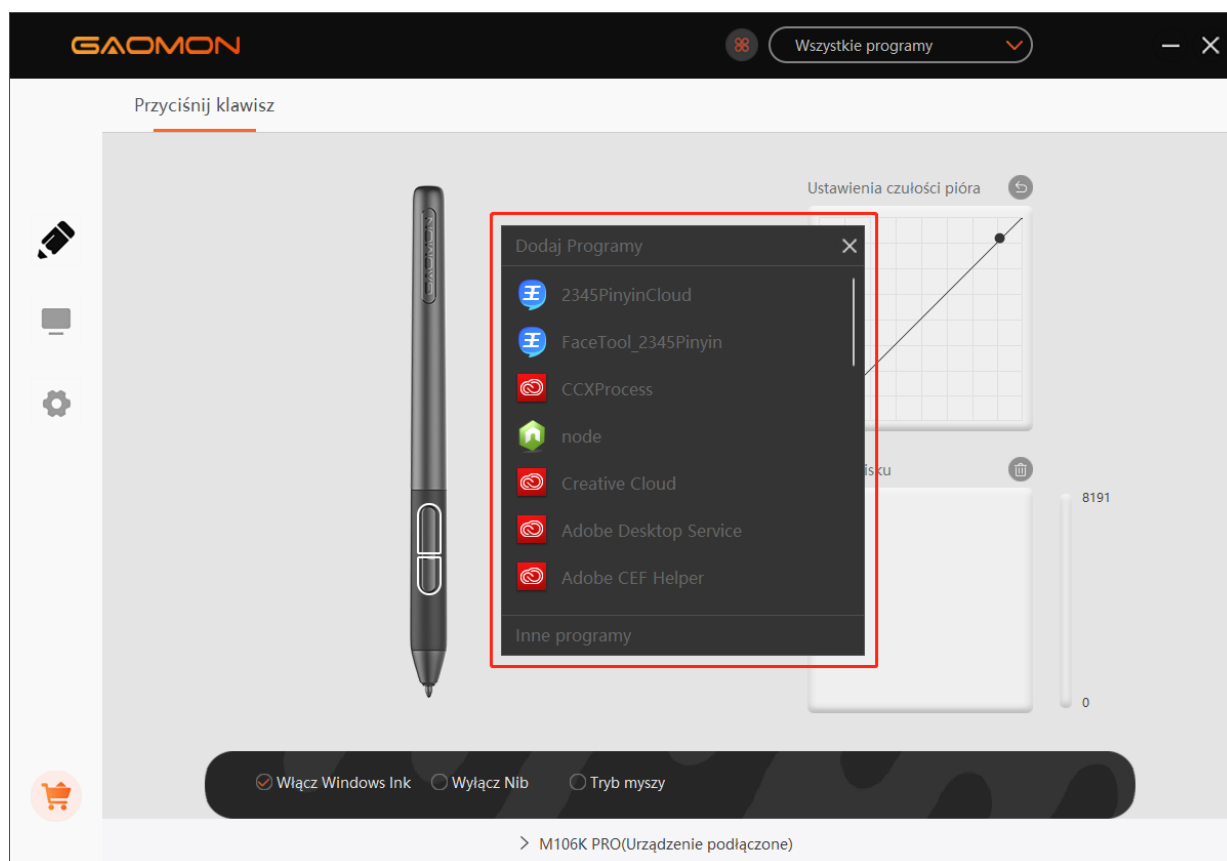 GAOMON
Wszystkie programy
Przyciśnij klawisz
Ustawienia czułości pióra
GAOMON
Dodaj Programy
2345PinyinCloud
FaceTool_2345Pinyin
CCXProcess
node
Creative Cloud
Adobe Desktop Service
Adobe CEF Helper
Inne programy
8191
0
Włącz Windows Ink
Wyłącz Nib
Tryb myszy
M106K PRO(Urządzenie podłączone)